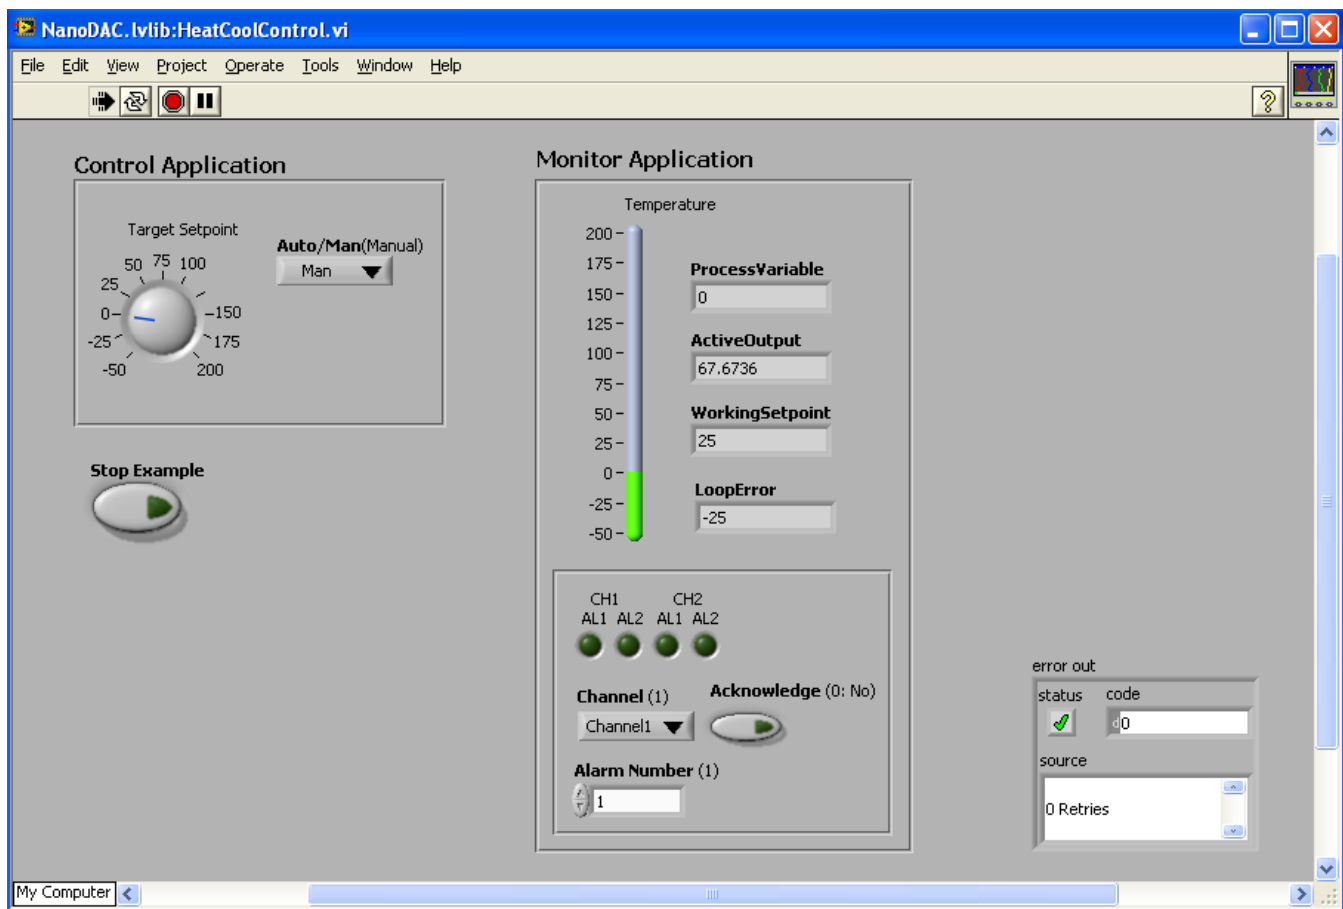 NanoDAC.lvlib:HeatCoolControl.vi
File Edit View Project Operate Tools Window Help
?
Control Application
Target Setpoint
Auto/Man(Manual)
Man
50 75 100
25
0
150
-25
175
-50
200
Stop Example
Monitor Application
Temperature
200
175
150
125
100
75
50
25
0
-25
-50
ProcessVariable
0
ActiveOutput
67.6736
WorkingSetpoint
25
LoopError
-25
CH1 CH2
AL1 AL2 AL1 AL2
Channel (1)
Channel1
Acknowledge (0: No)
Alarm Number (1)
1
error out
status code
d0
source
0 Retries
My Computer